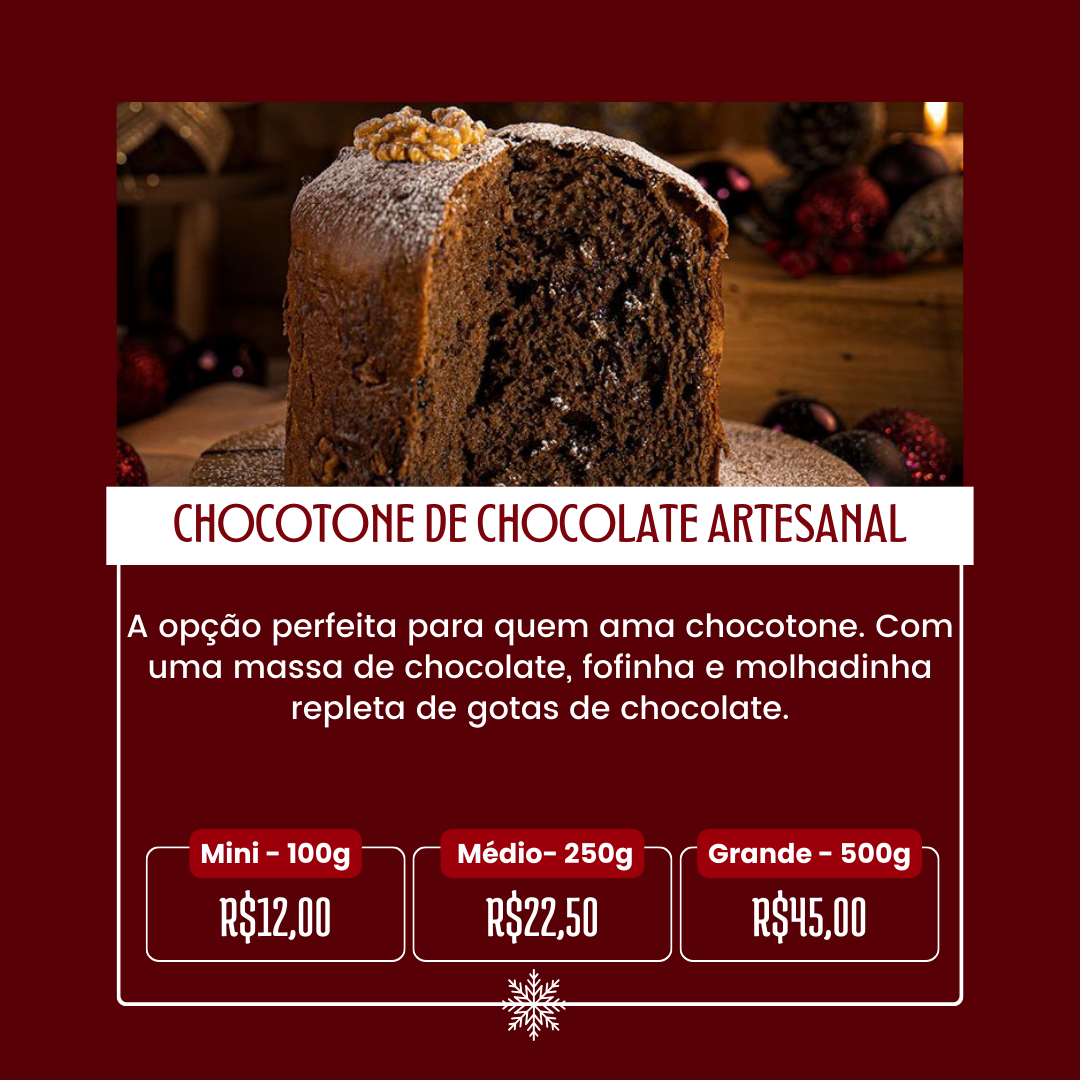 CHOCOTONE DE CHOCOLATE ARTESANAL
A opção perfeita para quem ama chocotone. Com
uma massa de chocolate, fofinha e molhadinha
repleta de gotas de chocolate.
Mini - 100g
R$12,00
Médio- 250g
R$22,50
Grande - 500g
R$45,00